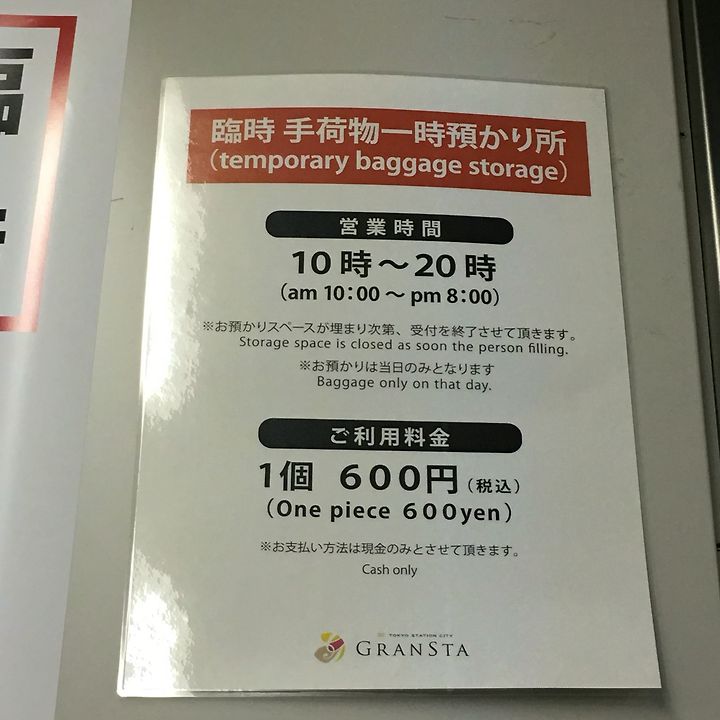 臨
臨時 手荷物一時預かり所
(temporary baggage storage)
営業時間
10時〜20時
(am 10:00 〜 pm 8:00)
※お預かりスペースが埋まり次第、受付を終了させて頂きます。
Storage space is closed as soon the person filling.
※お預かりは当日のみとなります
Baggage only on that day.
ご利用料金
1個 600円(税込)
(One piece 600yen)
※お支払い方法は現金のみとさせて頂きます。
Cash only
TOKYO STATION CITY
GRANSTA